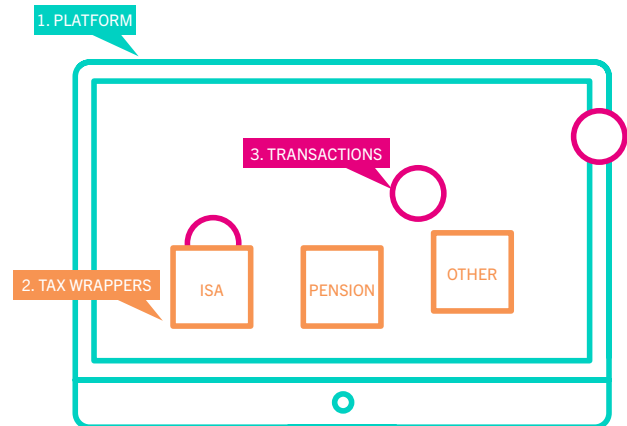 1. PLATFORM
3. TRANSACTIONS
2. TAX WRAPPERS
ISA
PENSION
OTHER